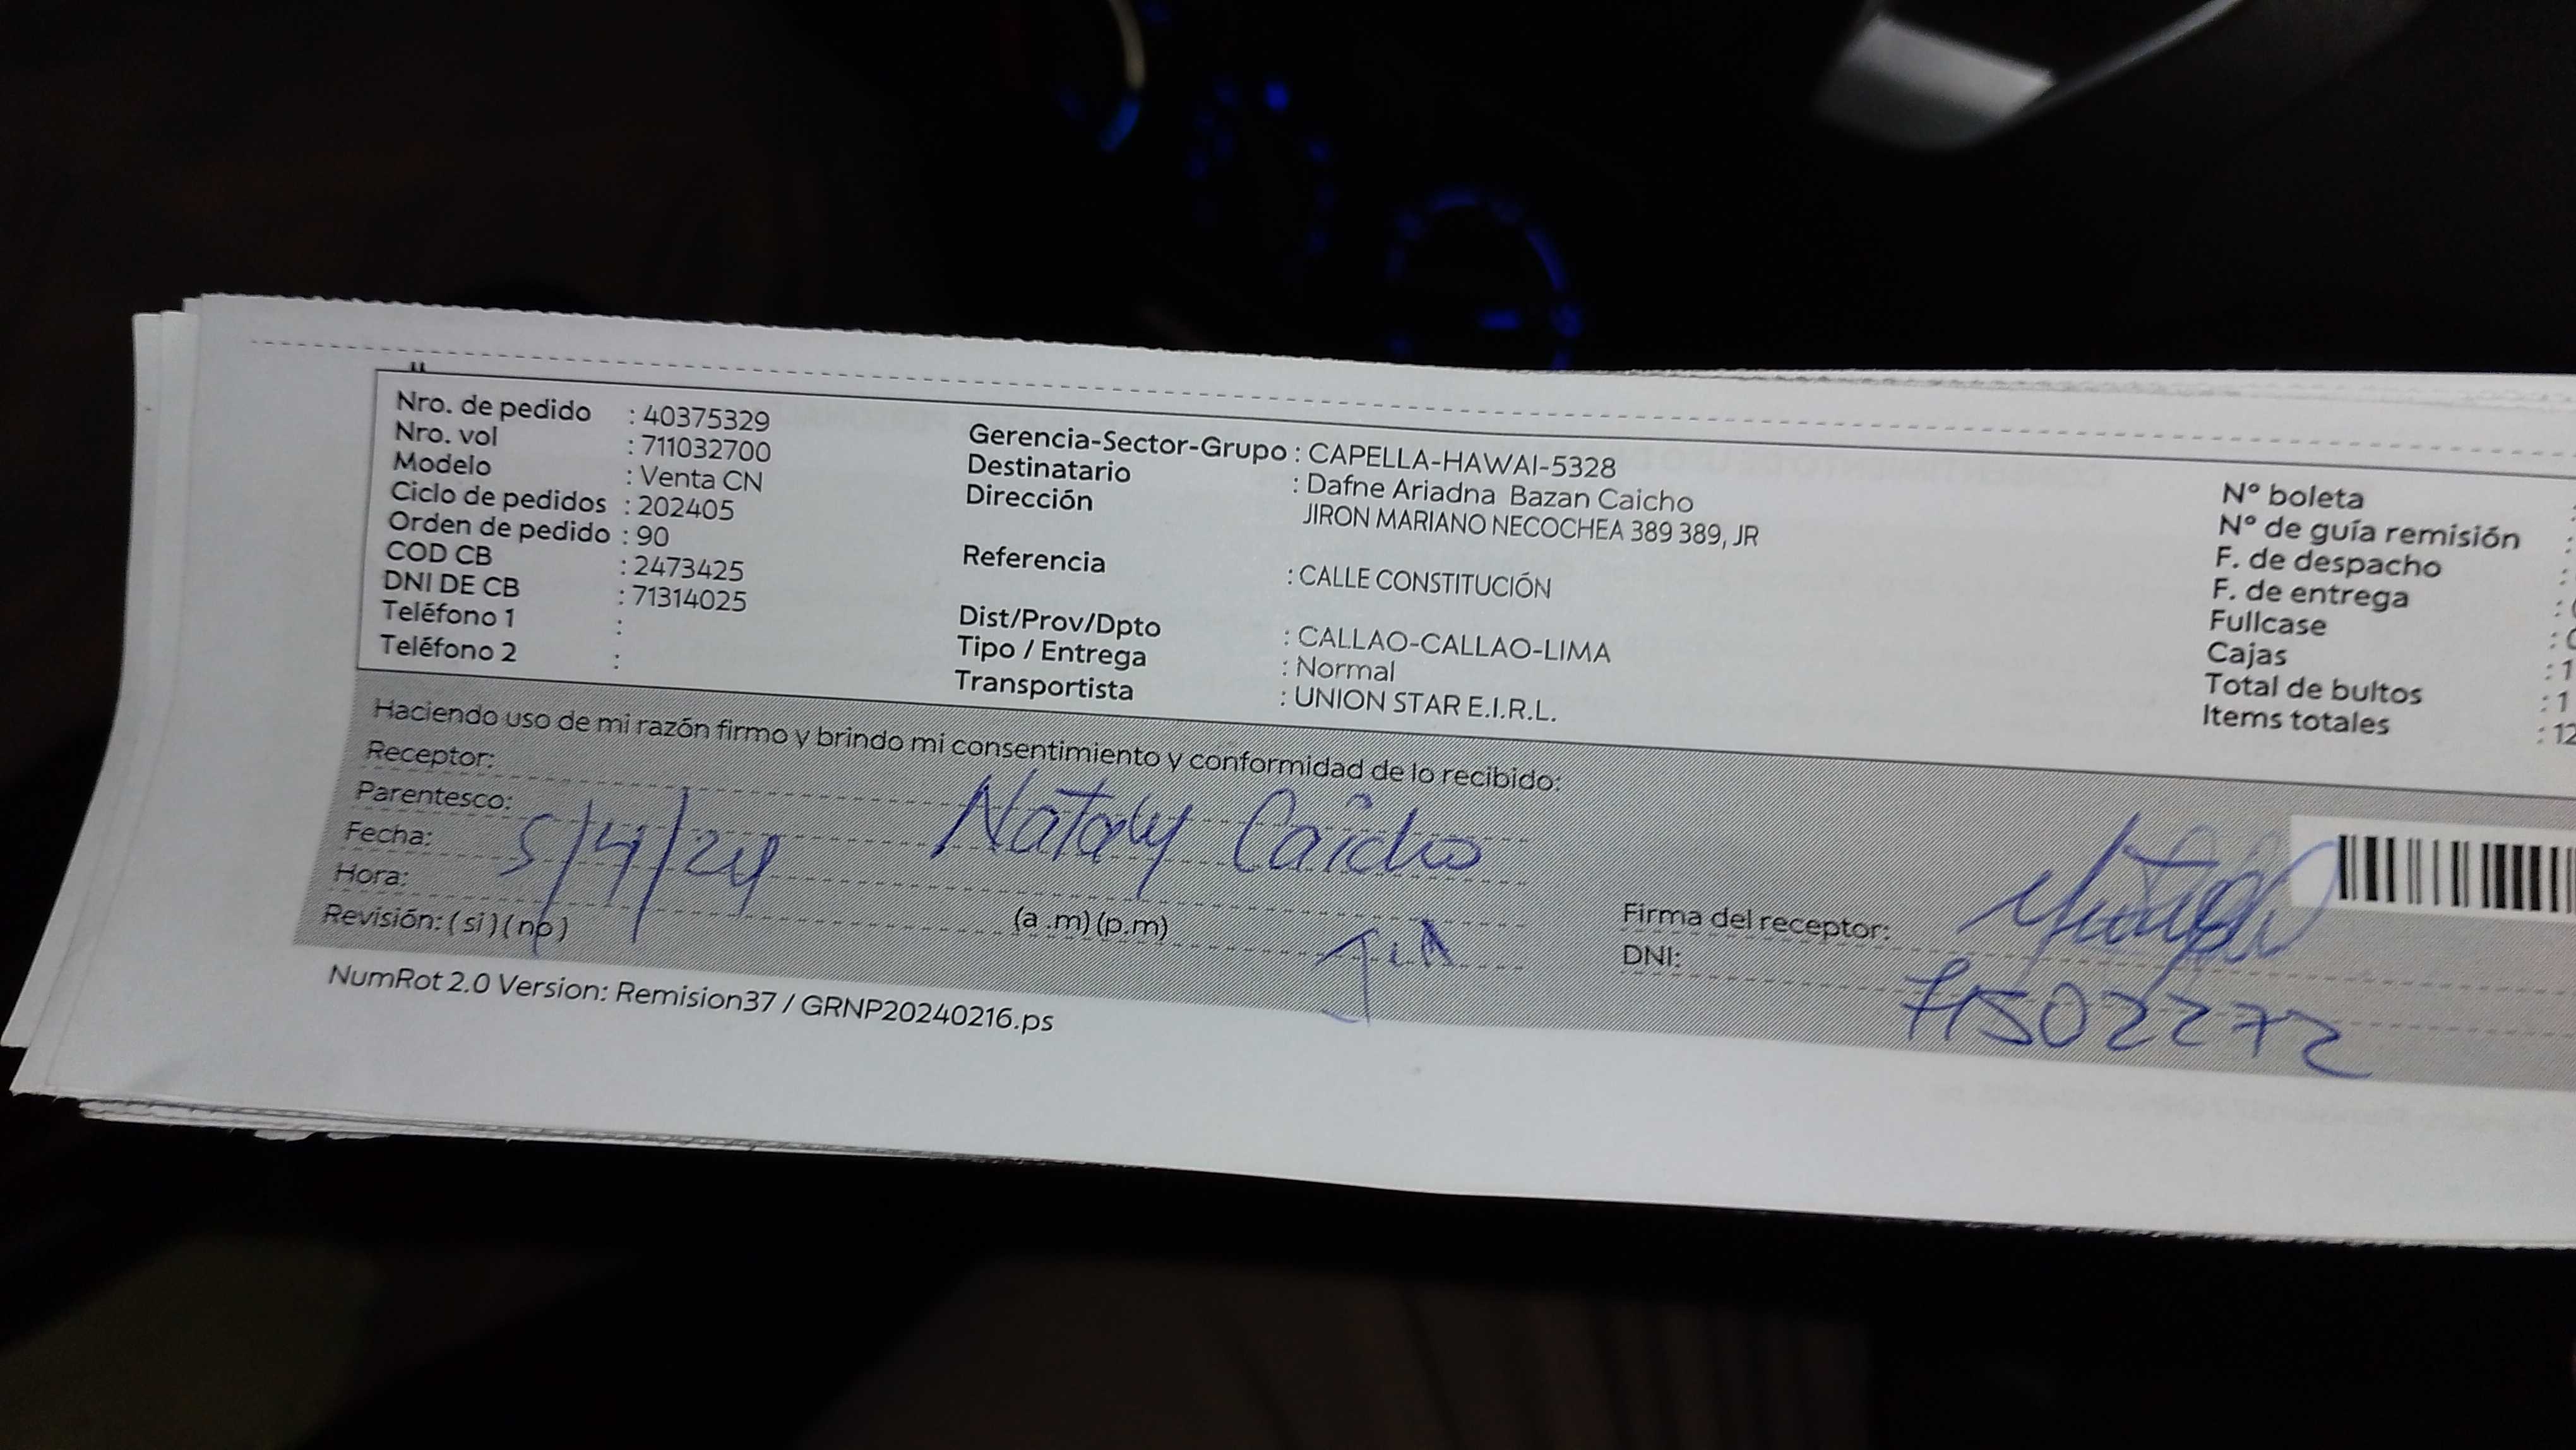 Nro. de pedido : 40375329
Nro. vol : 711032700
Modelo : Venta CN
Ciclo de pedidos : 202405
Orden de pedido : 90
COD CB : 2473425
DNI DE CB : 71314025
Teléfono 1 :
Teléfono 2 :
Gerencia-Sector-Grupo : CAPELLA-HAWAI-5328
Destinatario : Dafne Ariadna Bazan Caicho
Dirección JIRON MARIANO NECOCHEA 389 389, JR
Referencia : CALLE CONSTITUCIÓN
Dist/Prov/Dpto : CALLAO-CALLAO-LIMA
Tipo / Entrega : Normal
Transportista : UNION STAR E.I.R.L.
N° boleta :
N° de guía remisión :
F. de despacho :
F. de entrega :
Fullcase :
Cajas : 1
Total de bultos : 1
Items totales : 12
Haciendo uso de mi razón firmo y brindo mi consentimiento y conformidad de lo recibido:
Receptor:
Parentesco: Nataly Caicho
Fecha: 5/4/24
Hora: (a .m) (p.m)
Revisión: ( si ) ( no )
Firma del receptor:
DNI: 71502272
NumRot 2.0 Version: Remision37 / GRNP20240216.ps